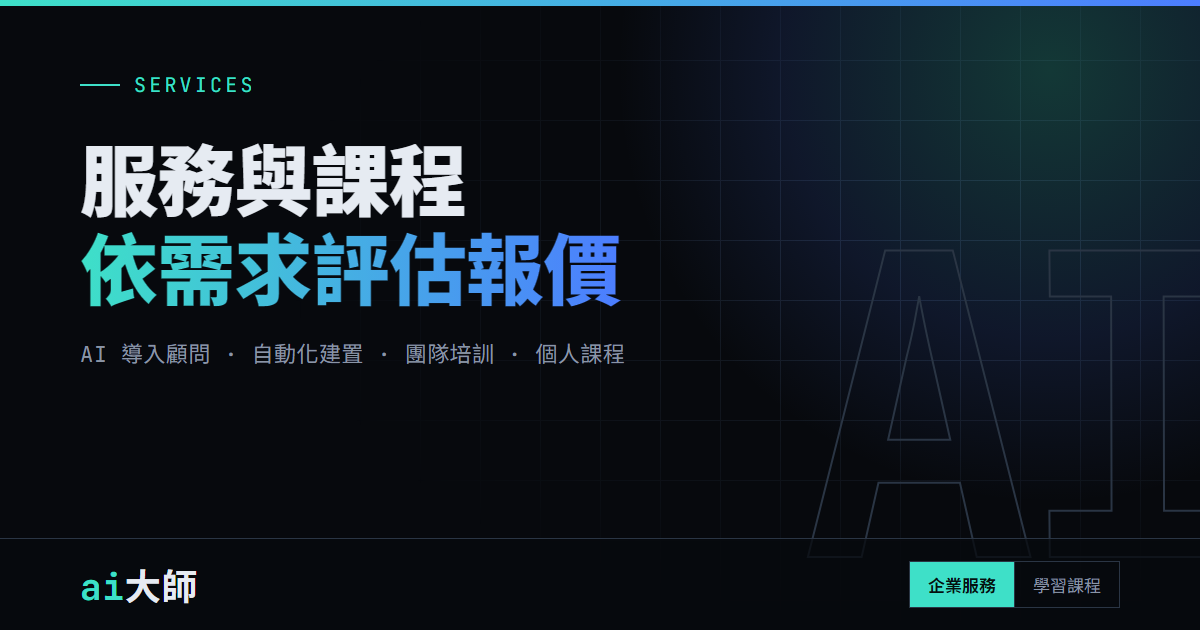 SERVICES
服務與課程
依需求評估報價
AI 導入顧問 · 自動化建置 · 團隊培訓 · 個人課程
AI
ai大師
企業服務
學習課程